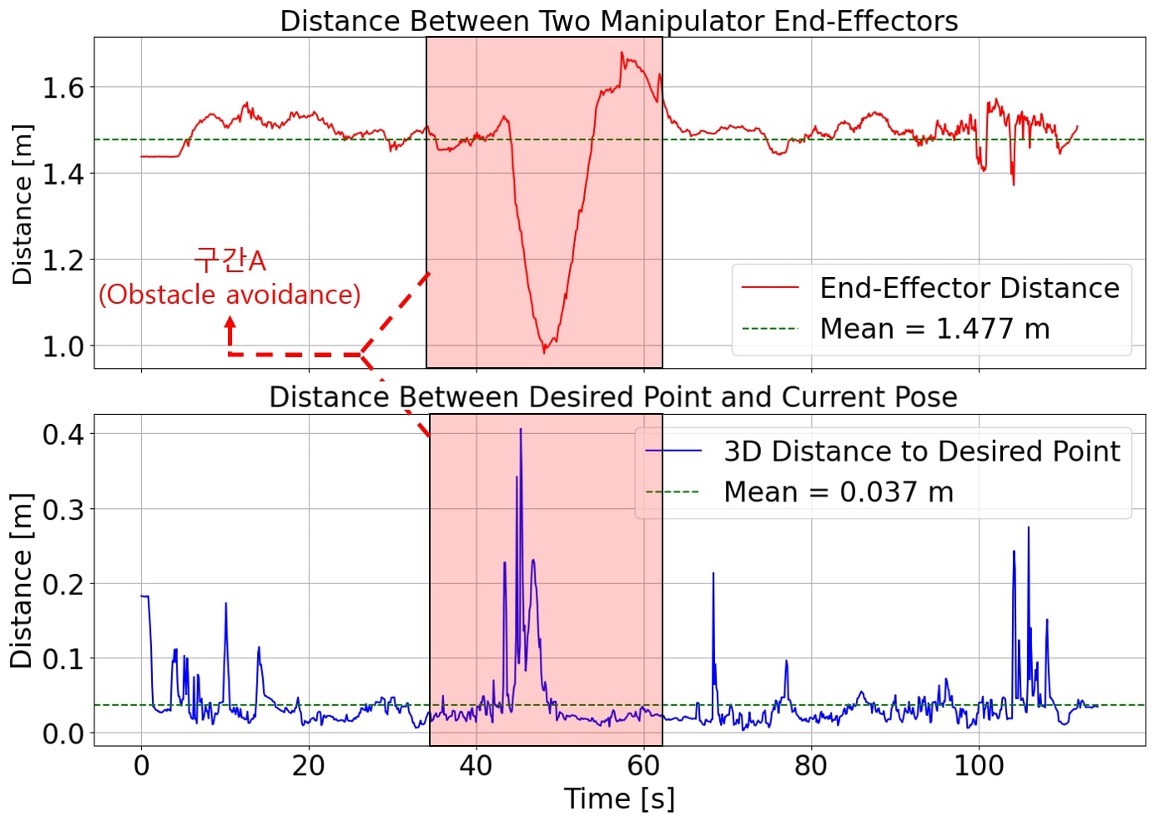 Distance Between Two Manipulator End-Effectors
Distance [m]
1.6
1.4
1.2
1.0
구간A
(Obstacle avoidance)
End-Effector Distance
Mean = 1.477 m
Distance Between Desired Point and Current Pose
Distance [m]
0.4
0.3
0.2
0.1
0.0
3D Distance to Desired Point
Mean = 0.037 m
0 20 40 60 80 100
Time [s]